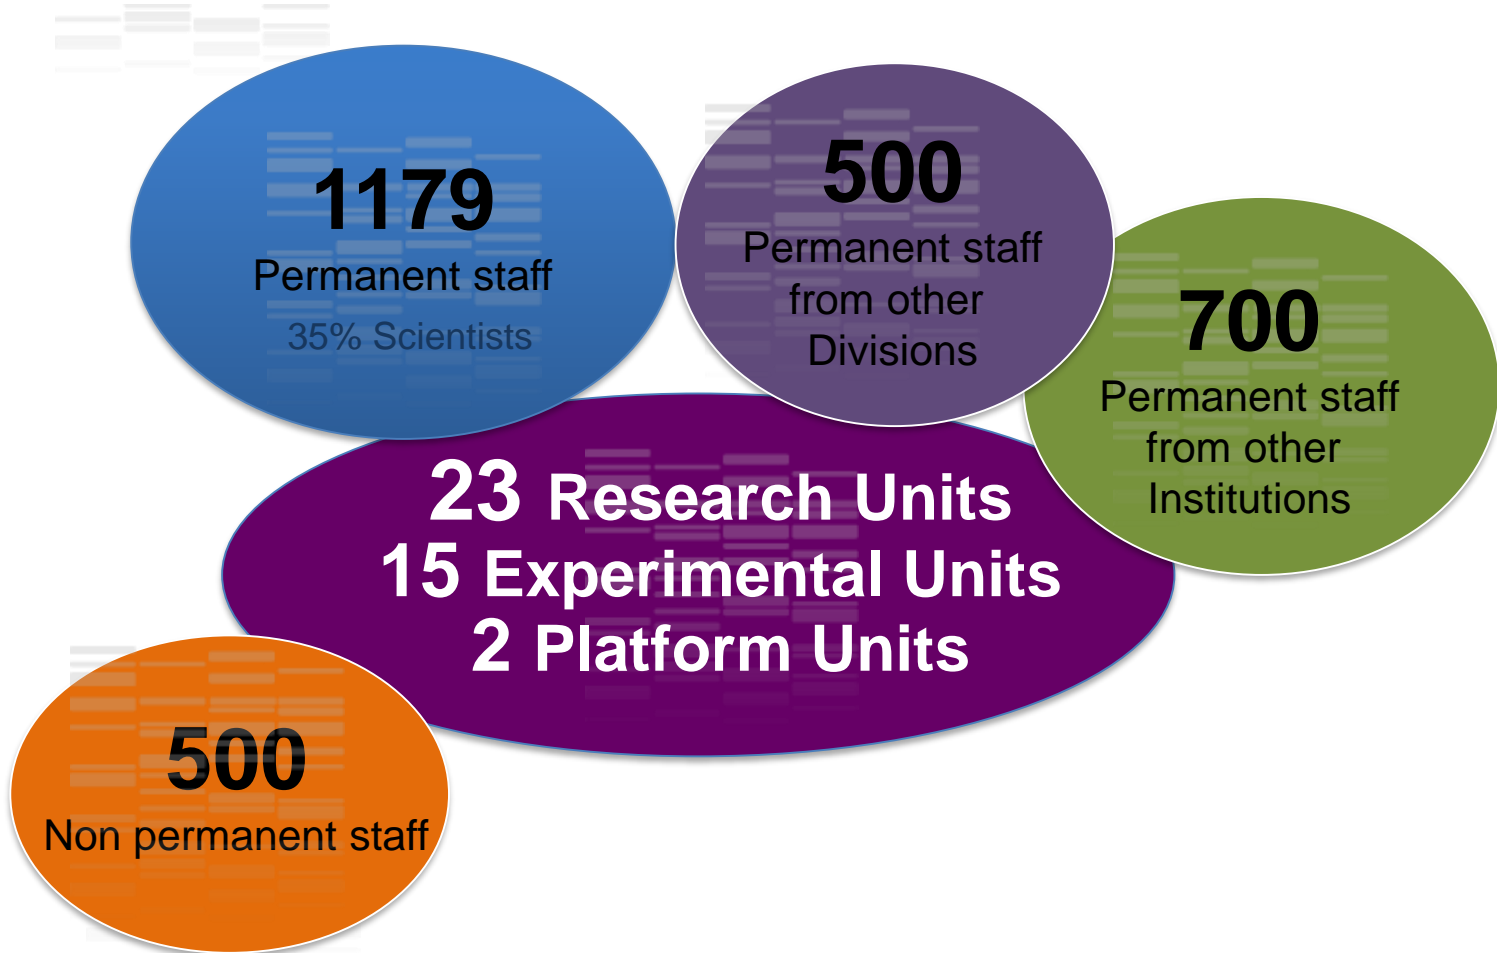 1179
Permanent staff
35% Scientists
500
Permanent staff
from other
Divisions
700
Permanent staff
from other
Institutions
23 Research Units
15 Experimental Units
2 Platform Units
500
Non permanent staff